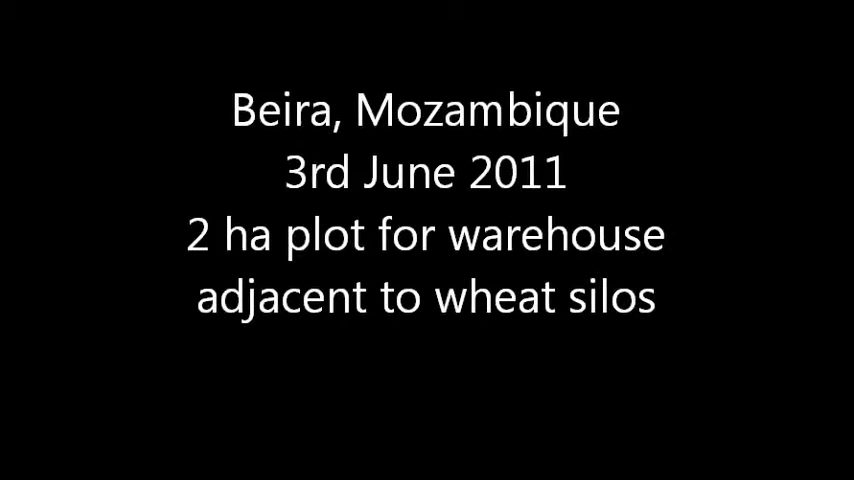 Beira, Mozambique
3rd June 2011
2 ha plot for warehouse
adjacent to wheat silos